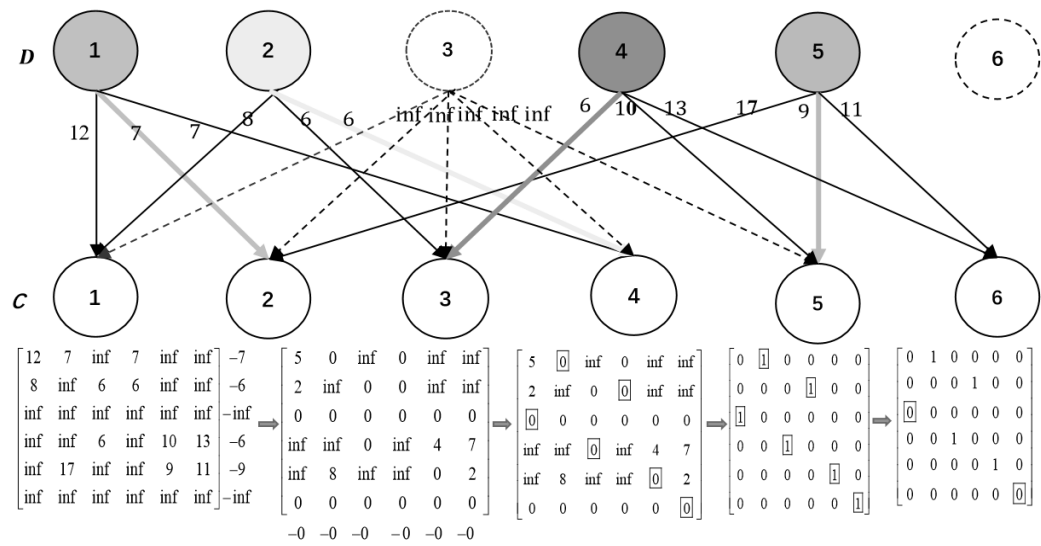 D 1 2 3 4 5 6
12 7 7 8 6 6 inf inf inf inf inf 6 10 13 17 9 11
C 1 2 3 4 5 6
12 7 inf 7 inf inf −7
8 inf 6 6 inf inf −6
inf inf inf inf inf inf −inf
inf inf 6 inf 10 13 −6
inf 17 inf inf 9 11 −9
inf inf inf inf inf inf −inf
5 0 inf 0 inf inf
2 inf 0 0 inf inf
0 0 0 0 0 0
inf inf 0 inf 4 7
inf 8 inf inf 0 2
0 0 0 0 0 0
−0 −0 −0 −0 −0 −0
5 0 inf 0 inf inf
2 inf 0 0 inf inf
0 0 0 0 0 0
inf inf 0 inf 4 7
inf 8 inf inf 0 2
0 0 0 0 0 0
0 1 0 0 0 0
0 0 0 1 0 0
1 0 0 0 0 0
0 0 1 0 0 0
0 0 0 0 1 0
0 0 0 0 0 1
0 1 0 0 0 0
0 0 0 1 0 0
0 0 0 0 0 0
0 0 1 0 0 0
0 0 0 0 1 0
0 0 0 0 0 0